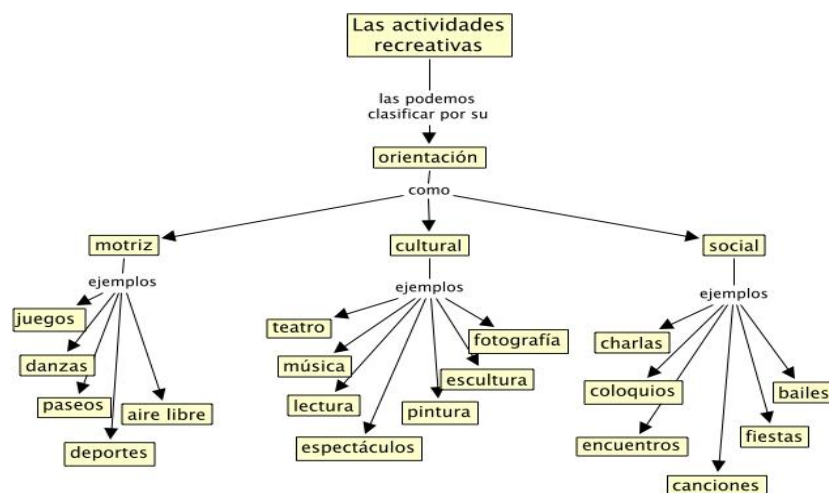 Las actividades
recreativas
las podemos
clasificar por su
orientación
como
motriz
cultural
social
ejemplos
juegos
danzas
paseos
aire libre
deportes
ejemplos
teatro
fotografía
música
escultura
lectura
pintura
espectáculos
ejemplos
charlas
coloquios
bailes
encuentros
fiestas
canciones